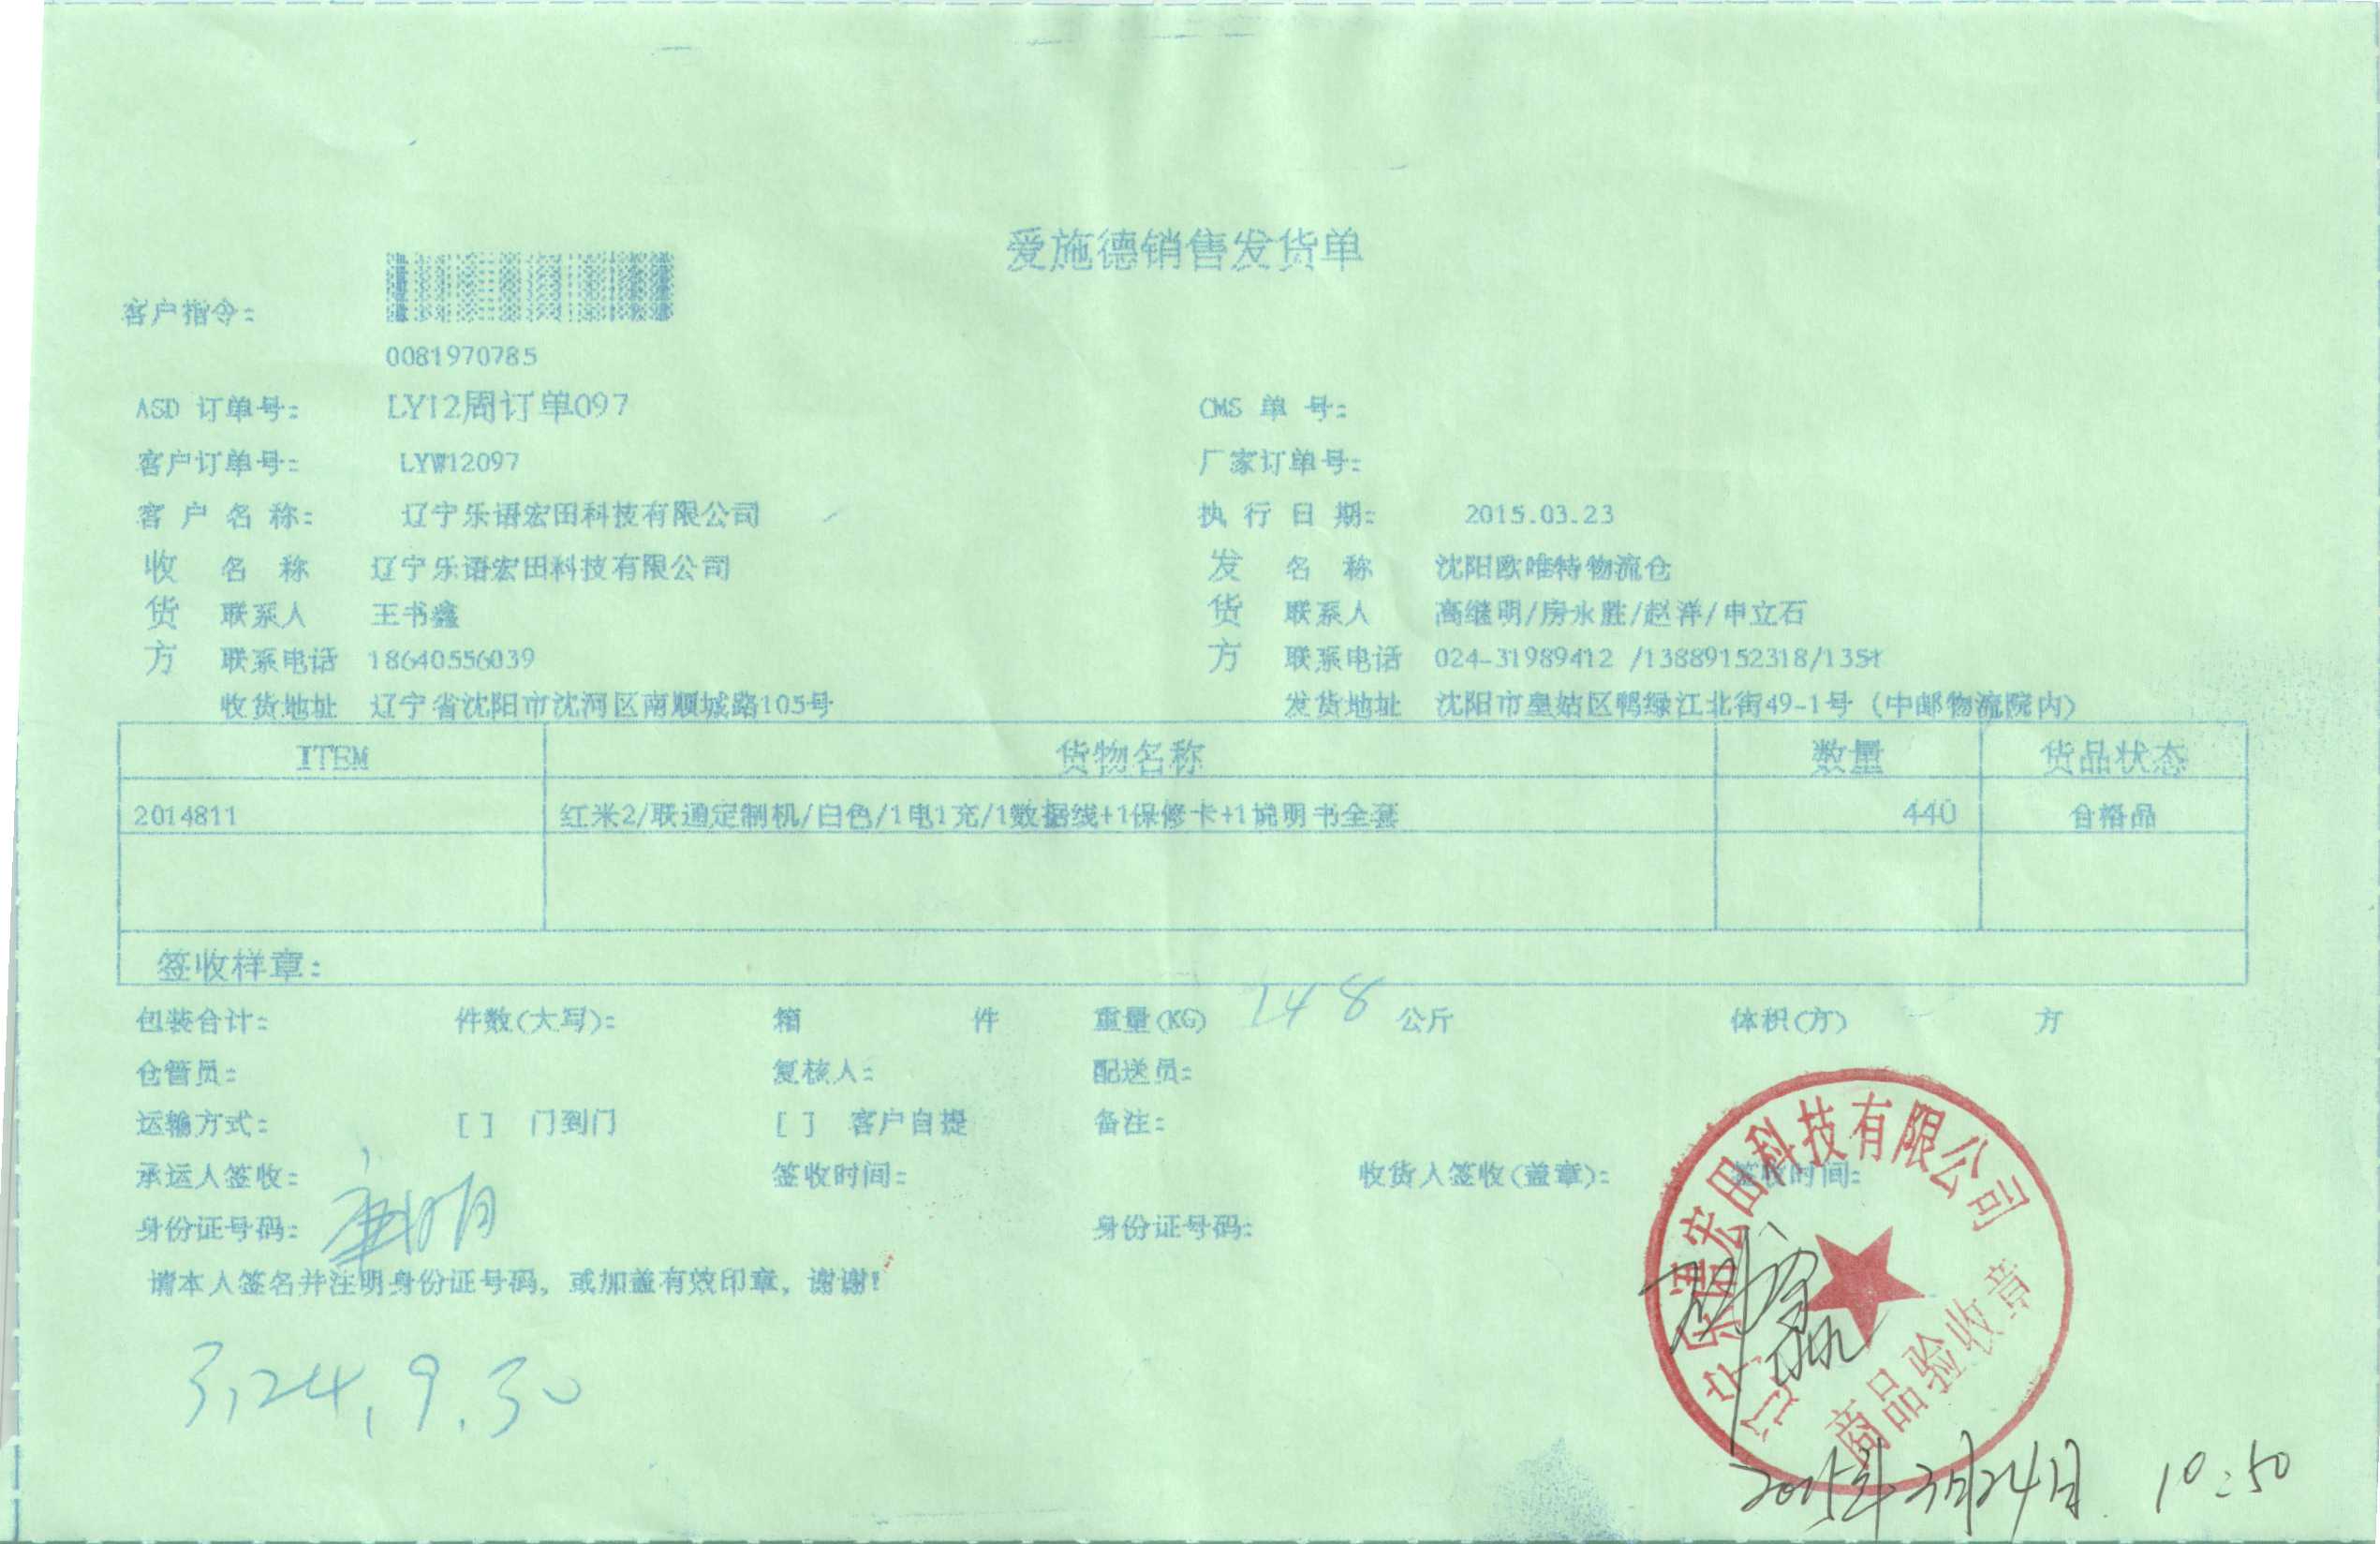 爱施德销售发货单
客户指令:
0081970785
ASD 订单号: LY12周订单097 CMS 单 号:
客户订单号: LYW12097 厂家订单号:
客 户 名 称: 辽宁乐语宏田科技有限公司 执 行 日 期: 2015.03.23
收 名 称 辽宁乐语宏田科技有限公司 发 名 称 沈阳欧唯特物流仓
货 联系人 王书鑫 货 联系人 高继明/房永胜/赵洋/申立石
方 联系电话 18640556039 方 联系电话 024-31989412 /13889152318/135
收货地址 辽宁省沈阳市沈河区南顺城路105号 发货地址 沈阳市皇姑区鸭绿江北街49-1号 (中邮物流院内)
ITEM 货物名称 数量 货品状态
2014811 红米2/联通定制机/白色/1电1充/1数据线+1保修卡+1说明书全套 440 合格品
签收样章:
包装合计: 件数(大写): 箱 件 重量(KG) 148 公斤 体积(方) 方
仓管员: 复核人: 配送员:
运输方式: [ ] 门到门 [ ] 客户自提 备注:
承运人签收: 签收时间: 收货人签收(盖章): 签收时间:
身份证号码: 身份证号码:
请本人签名并注明身份证号码, 或加盖有效印章, 谢谢!
3,24,9.30
辽宁乐语宏田科技有限公司
商品验收章
2015年3月24日 10:50